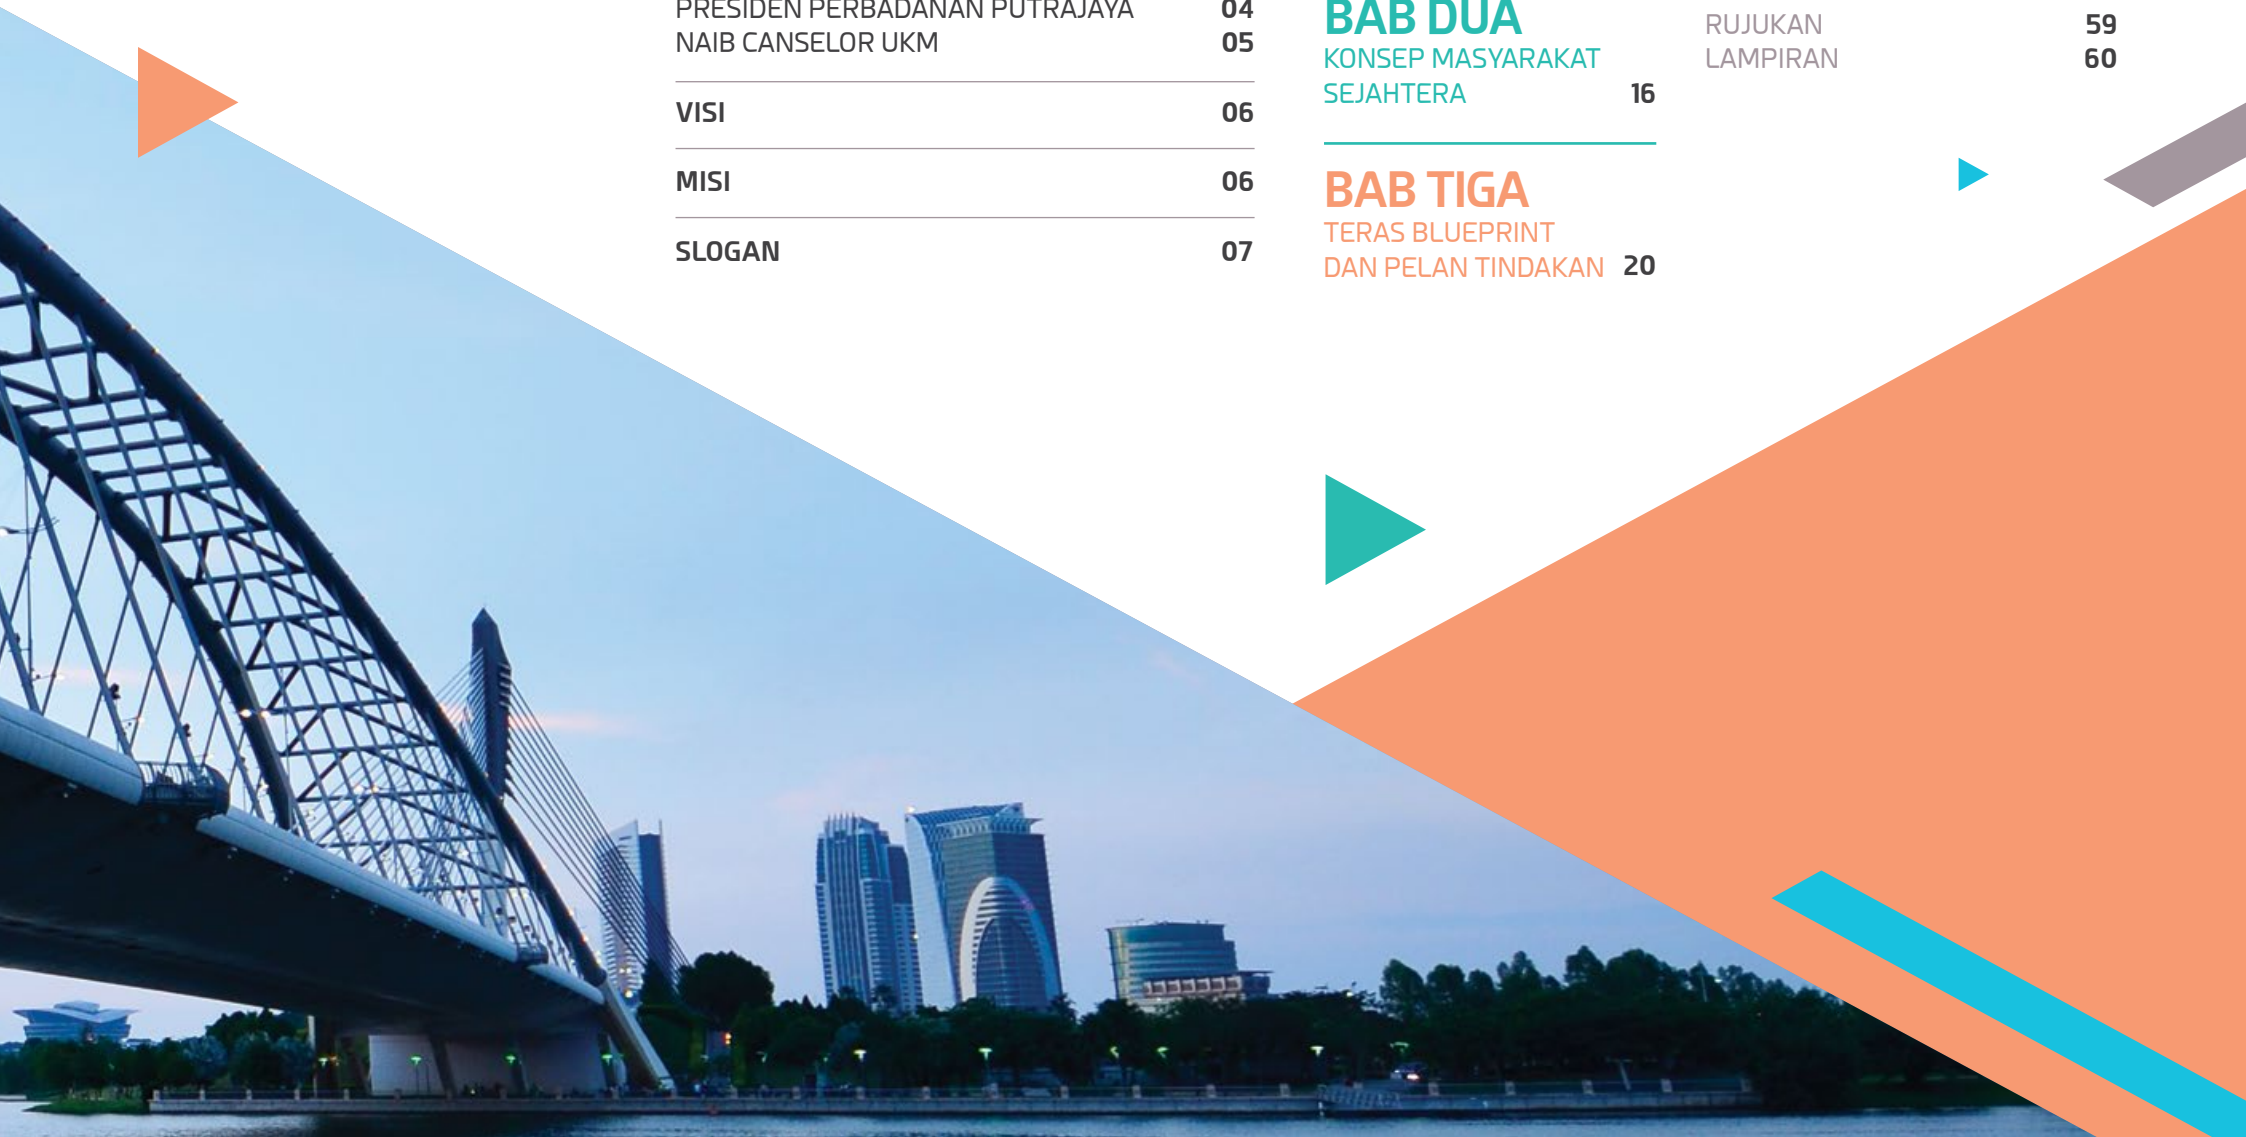 PRESIDEN PERBADANAN PUTRAJAYA 04
NAIB CANSELOR UKM 05
VISI 06
MISI 06
SLOGAN 07
BAB DUA
KONSEP MASYARAKAT
SEJAHTERA 16
BAB TIGA
TERAS BLUEPRINT
DAN PELAN TINDAKAN 20
RUJUKAN 59
LAMPIRAN 60